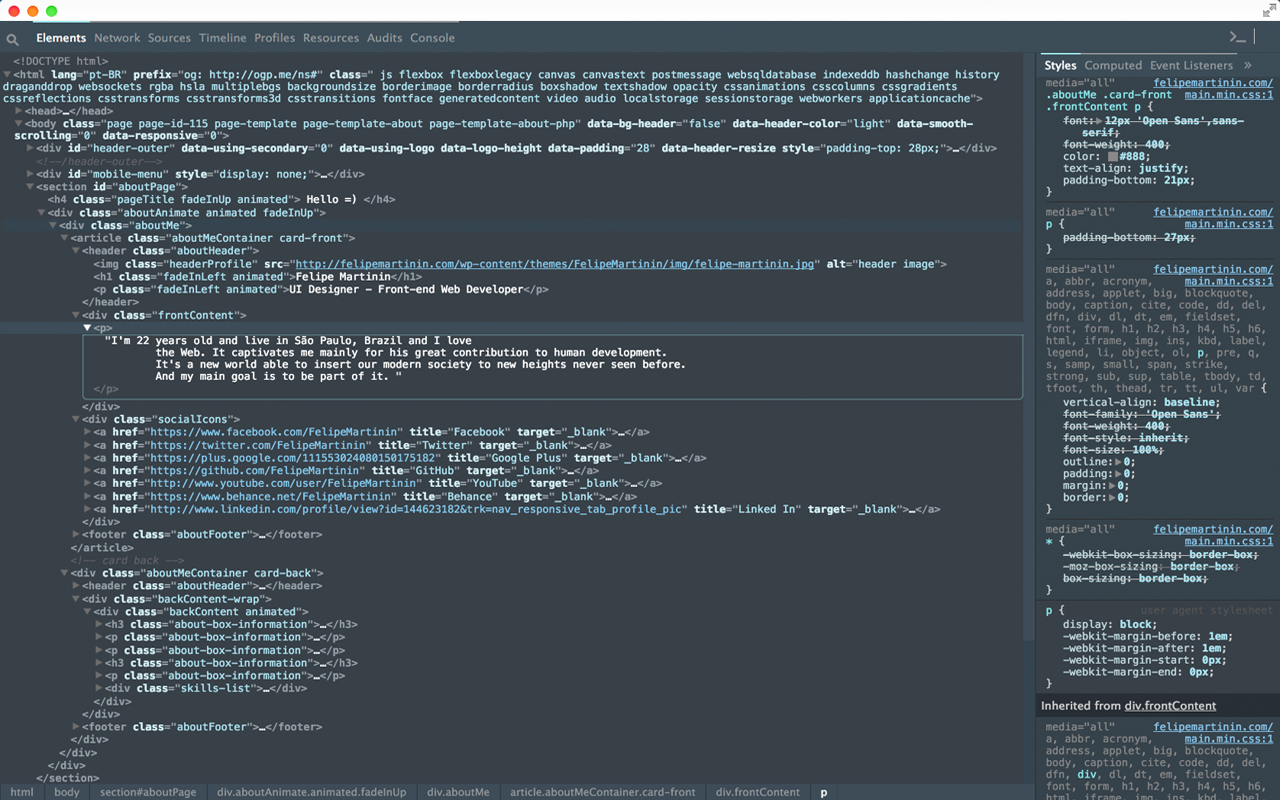 Elements Network Sources Timeline Profiles Resources Audits Console
<!DOCTYPE html>
<html lang="pt-BR" prefix="og: http://ogp.me/ns#" class=" js flexbox flexboxlegacy canvas canvastext postmessage websqldatabase indexeddb hashchange history
draganddrop websockets rgba hsla multiplebgs backgroundsize borderimage borderradius boxshadow textshadow opacity cssanimations csscolumns cssgradients
cssreflections csstransforms csstransforms3d csstransitions fontface generatedcontent video audio localstorage sessionstorage webworkers applicationcache">
<head>…</head>
<body class="page page-id-115 page-template page-template-about page-template-about-php" data-bg-header="false" data-header-color="light" data-smooth-
scrolling="0" data-responsive="0">
<div id="header-outer" data-using-secondary="0" data-using-logo data-logo-height data-padding="28" data-header-resize style="padding-top: 28px;">…</div>
<!--/header-outer-->
<div id="mobile-menu" style="display: none;">…</div>
<section id="aboutPage">
<h4 class="pageTitle fadeInUp animated"> Hello =) </h4>
<div class="aboutAnimate animated fadeInUp">
<div class="aboutMe">
<article class="aboutMeContainer card-front">
<header class="aboutHeader">
<img class="headerProfile" src="http://felipemartinin.com/wp-content/themes/FelipeMartinin/img/felipe-martinin.jpg" alt="header image">
<h1 class="fadeInLeft animated">Felipe Martinin</h1>
<p class="fadeInLeft animated">UI Designer - Front-end Web Developer</p>
</header>
<div class="frontContent">
<p>
"I'm 22 years old and live in São Paulo, Brazil and I love
the Web. It captivates me mainly for his great contribution to human development.
It's a new world able to insert our modern society to new heights never seen before.
And my main goal is to be part of it. "
</p>
</div>
<div class="socialIcons">
<a href="https://www.facebook.com/FelipeMartinin" title="Facebook" target="_blank">…</a>
<a href="https://twitter.com/FelipeMartinin" title="Twitter" target="_blank">…</a>
<a href="https://plus.google.com/111553024080150175182" title="Google Plus" target="_blank">…</a>
<a href="https://github.com/FelipeMartinin" title="GitHub" target="_blank">…</a>
<a href="http://www.youtube.com/user/FelipeMartinin" title="YouTube" target="_blank">…</a>
<a href="https://www.behance.net/FelipeMartinin" title="Behance" target="_blank">…</a>
<a href="http://www.linkedin.com/profile/view?id=144623182&trk=nav_responsive_tab_profile_pic" title="Linked In" target="_blank">…</a>
</div>
<footer class="aboutFooter">…</footer>
</article>
<!-- card back -->
<div class="aboutMeContainer card-back">
<header class="aboutHeader">…</header>
<div class="backContent-wrap">
<div class="backContent animated">
<h3 class="about-box-information">…</h3>
<p class="about-box-information">…</p>
<p class="about-box-information">…</p>
<h3 class="about-box-information">…</h3>
<p class="about-box-information">…</p>
<div class="skills-list">…</div>
</div>
</div>
<footer class="aboutFooter">…</footer>
</div>
</div>
</div>
</section>
html body section#aboutPage div.aboutAnimate.animated.fadeInUp div.aboutMe article.aboutMeContainer.card-front div.frontContent p
Styles Computed Event Listeners »
media="all" felipemartinin.com/
.aboutMe .card-front main.min.css:1
.frontContent p {
font: 12px 'Open Sans',sans-
serif;
font-weight: 400;
color: #888;
text-align: justify;
padding-bottom: 21px;
}
media="all" felipemartinin.com/
p { main.min.css:1
padding-bottom: 27px;
}
media="all" felipemartinin.com/
a, abbr, acronym, main.min.css:1
address, applet, big, blockquote,
body, caption, cite, code, dd, del,
dfn, div, dl, dt, em, fieldset,
font, form, h1, h2, h3, h4, h5, h6,
html, iframe, img, ins, kbd, label,
legend, li, object, ol, p, pre, q,
s, samp, small, span, strike,
strong, sub, sup, table, tbody, td,
tfoot, th, thead, tr, tt, ul, var {
vertical-align: baseline;
font-family: 'Open Sans';
font-weight: 400;
font-style: inherit;
font-size: 100%;
outline: 0;
padding: 0;
margin: 0;
border: 0;
}
media="all" felipemartinin.com/
* { main.min.css:1
-webkit-box-sizing: border-box;
-moz-box-sizing: border-box;
box-sizing: border-box;
}
p { user agent stylesheet
display: block;
-webkit-margin-before: 1em;
-webkit-margin-after: 1em;
-webkit-margin-start: 0px;
-webkit-margin-end: 0px;
}
Inherited from div.frontContent
media="all" felipemartinin.com/
a, abbr, acronym, main.min.css:1
address, applet, big, blockquote,
body, caption, cite, code, dd, del,
dfn, div, dl, dt, em, fieldset,
font, form, h1, h2, h3, h4, h5, h6,
html, iframe, img, ins, kbd, label,